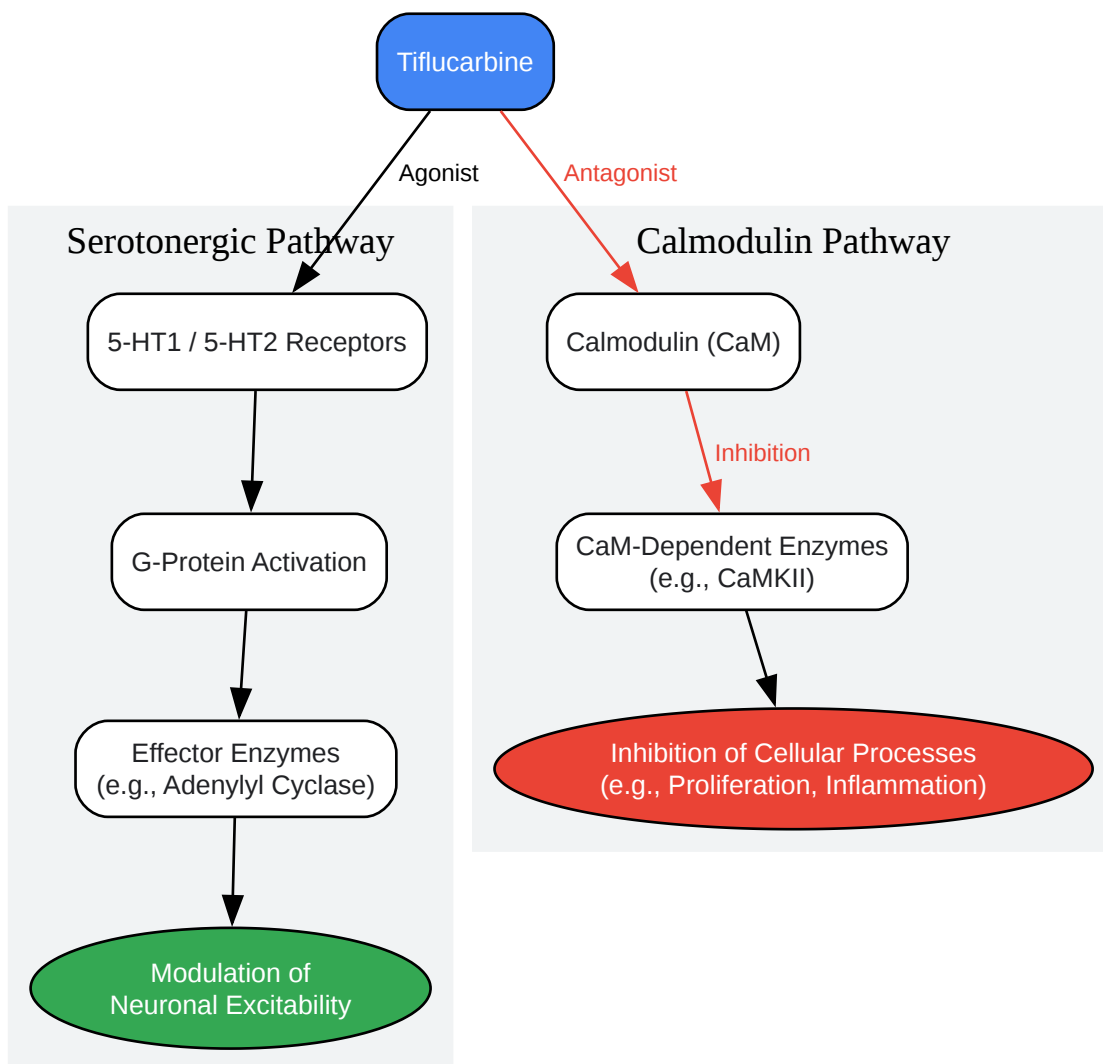 Tiflucarbine
Agonist
Antagonist
Serotonergic Pathway
5-HT1 / 5-HT2 Receptors
G-Protein Activation
Effector Enzymes
(e.g., Adenylyl Cyclase)
Modulation of
Neuronal Excitability
Calmodulin Pathway
Calmodulin (CaM)
Inhibition
CaM-Dependent Enzymes
(e.g., CaMKII)
Inhibition of Cellular Processes
(e.g., Proliferation, Inflammation)